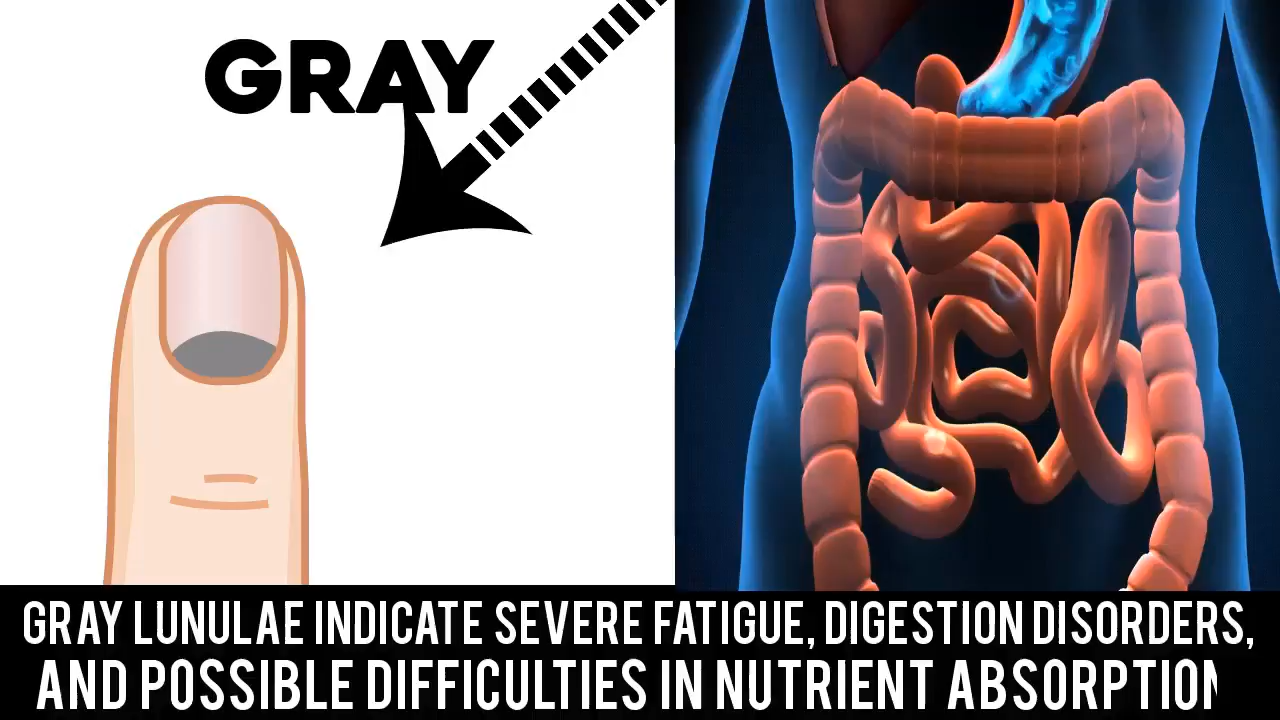 GRAY
GRAY LUNULAE INDICATE SEVERE FATIGUE, DIGESTION DISORDERS,
AND POSSIBLE DIFFICULTIES IN NUTRIENT ABSORPTION